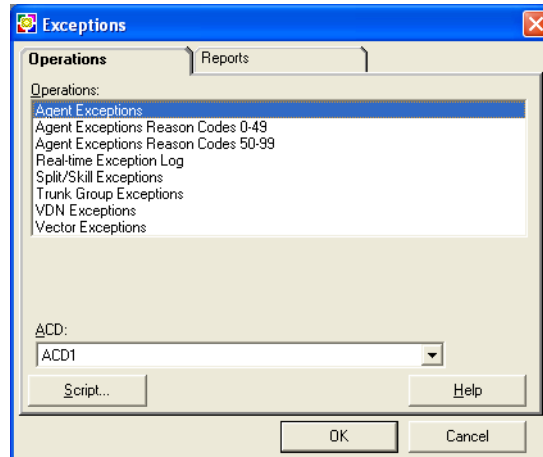 Exceptions
Operations
Reports
Operations:
Agent Exceptions
Agent Exceptions Reason Codes 0-49
Agent Exceptions Reason Codes 50-99
Real-time Exception Log
Split/Skill Exceptions
Trunk Group Exceptions
VDN Exceptions
Vector Exceptions
ACD:
ACD1
Script...
Help
OK
Cancel